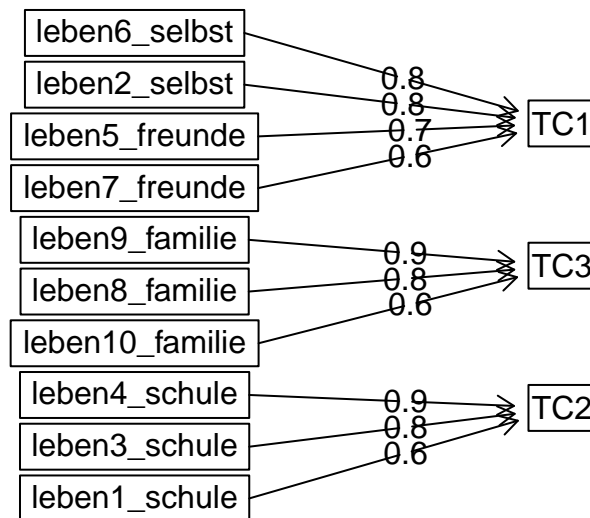 leben6_selbst
0.8
leben2_selbst
0.8
TC1
leben5_freunde
0.7
leben7_freunde
0.6
leben9_familie
0.9
TC3
leben8_familie
0.8
leben10_familie
0.6
leben4_schule
0.9
TC2
leben3_schule
0.8
leben1_schule
0.6